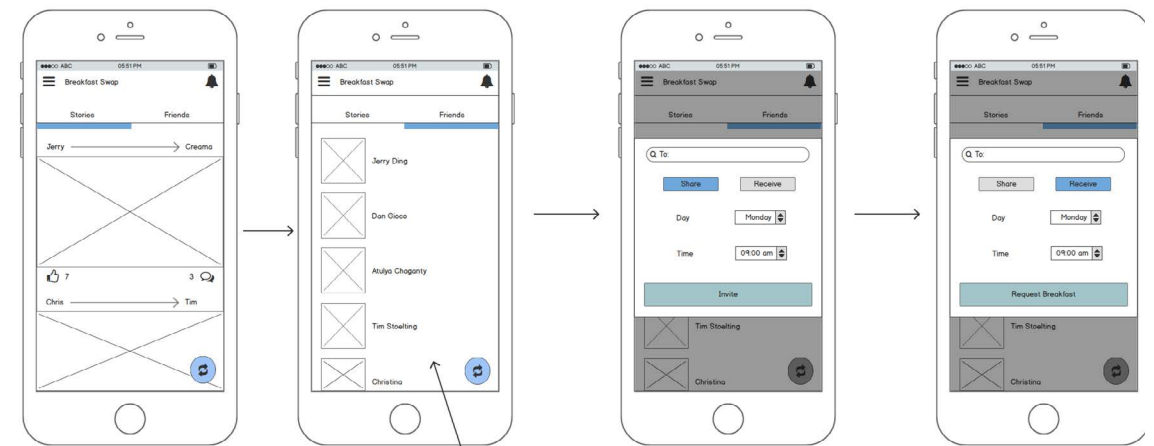 ABC 05:51 PM
Breakfast Swap
Stories Friends
Jerry Creama
7 3
Chris Tim
ABC 05:51 PM
Breakfast Swap
Stories Friends
Jerry Ding
Dan Gioco
Atulya Chaganty
Tim Stoelting
Christina
ABC 05:51 PM
Breakfast Swap
Stories Friends
To:
Share Receive
Day Monday
Time 09:00 am
Invite
Tim Stoelting
Christina
ABC 05:51 PM
Breakfast Swap
Stories Friends
To:
Share Receive
Day Monday
Time 09:00 am
Request Breakfast
Tim Stoelting
Christina